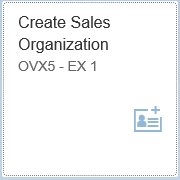 Create Sales
Organization
OVX5 - EX 1